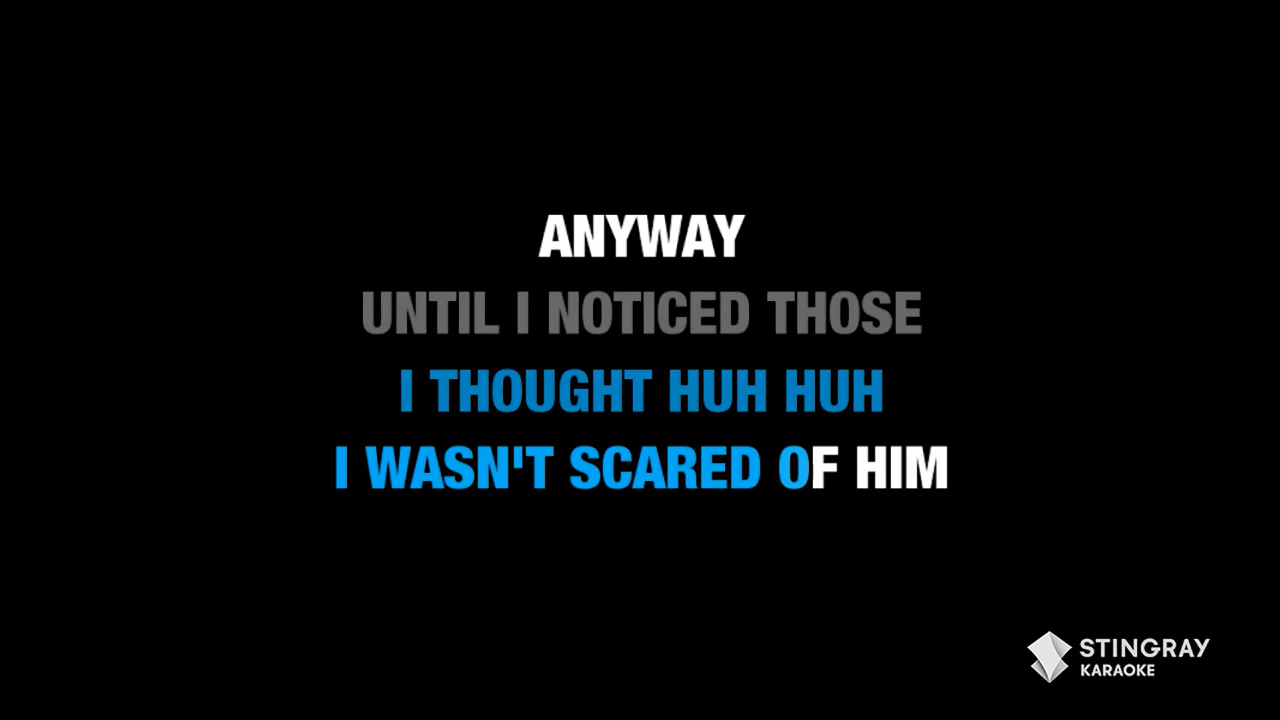 ANYWAY
UNTIL I NOTICED THOSE
I THOUGHT HUH HUH
I WASN'T SCARED OF HIM
STINGRAY
KARAOKE